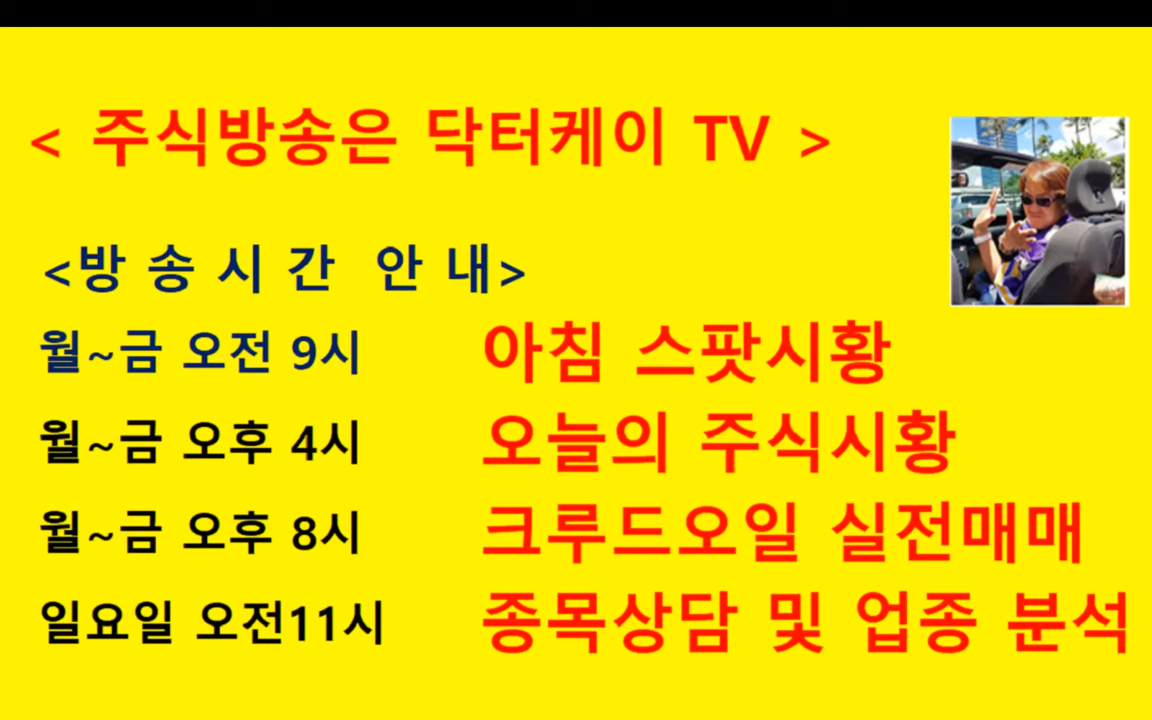 < 주식방송은 닥터케이 TV >
<방 송 시 간 안 내>
월~금 오전 9시 아침 스팟시황
월~금 오후 4시 오늘의 주식시황
월~금 오후 8시 크루드오일 실전매매
일요일 오전11시 종목상담 및 업종 분석